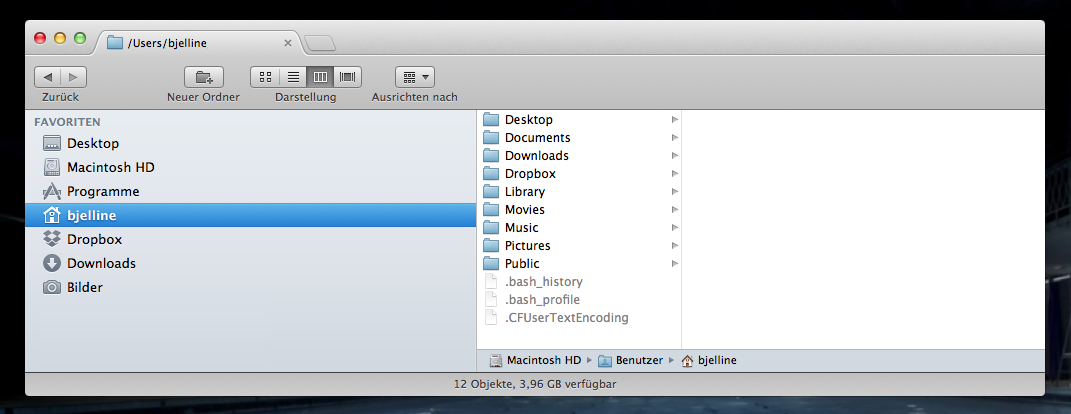 /Users/bjelline
Zurück
Neuer Ordner
Darstellung
Ausrichten nach
FAVORITEN
Desktop
Macintosh HD
Programme
bjelline
Dropbox
Downloads
Bilder
Desktop
Documents
Downloads
Dropbox
Library
Movies
Music
Pictures
Public
.bash_history
.bash_profile
.CFUserTextEncoding
Macintosh HD ▸ Benutzer ▸ bjelline
12 Objekte, 3,96 GB verfügbar